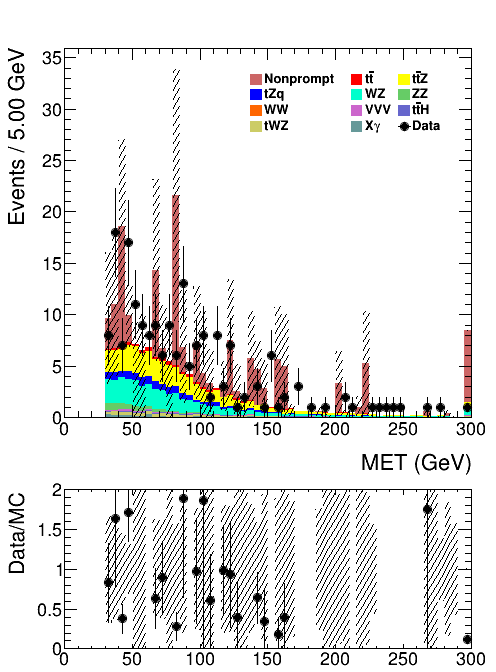 Events / 5.00 GeV
35
30
25
20
15
10
5
0
Nonprompt tt̄ tt̄Z
tZq WZ ZZ
WW VVV tt̄H
tWZ Xγ Data
0 50 100 150 200 250 300
MET (GeV)
Data/MC
2
1.5
1
0.5
0
0 50 100 150 200 250 300